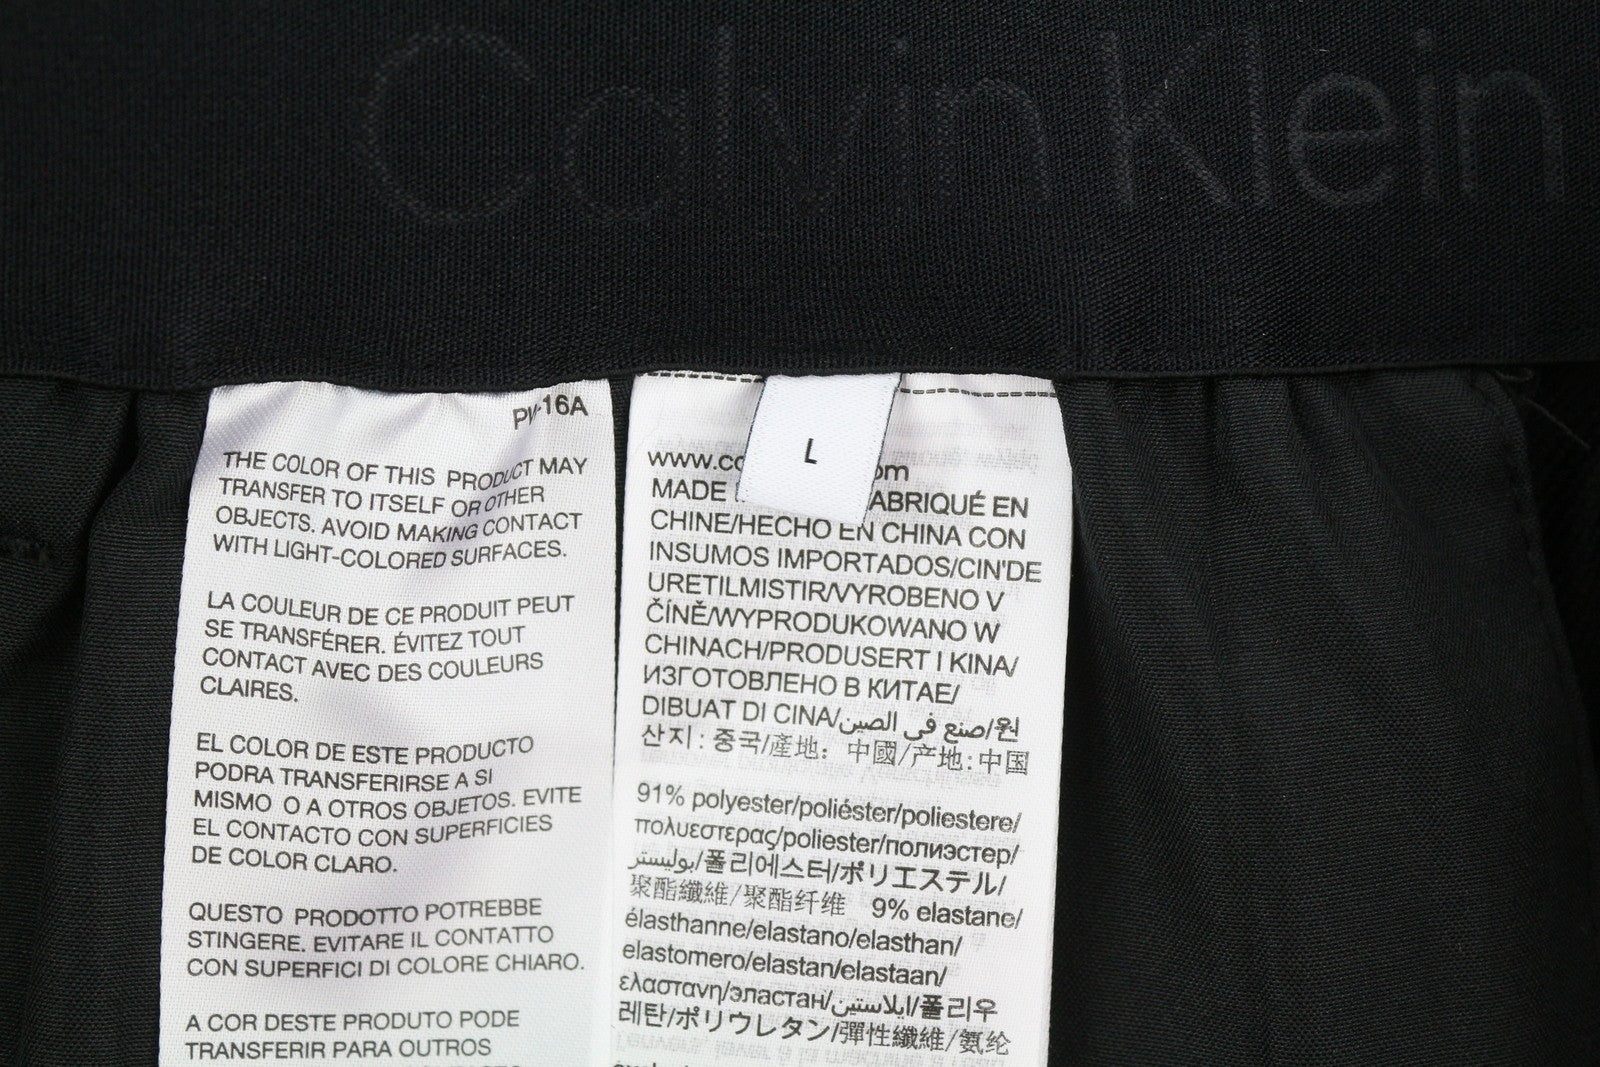 Calvin Klein
PV-16A
THE COLOR OF THIS PRODUCT MAY
TRANSFER TO ITSELF OR OTHER
OBJECTS. AVOID MAKING CONTACT
WITH LIGHT-COLORED SURFACES.
LA COULEUR DE CE PRODUIT PEUT
SE TRANSFÉRER. ÉVITEZ TOUT
CONTACT AVEC DES COULEURS
CLAIRES.
EL COLOR DE ESTE PRODUCTO
PODRA TRANSFERIRSE A SI
MISMO O A OTROS OBJETOS. EVITE
EL CONTACTO CON SUPERFICIES
DE COLOR CLARO.
QUESTO PRODOTTO POTREBBE
STINGERE. EVITARE IL CONTATTO
CON SUPERFICI DI COLORE CHIARO.
A COR DESTE PRODUTO PODE
TRANSFERIR PARA OUTROS
L
MADE
EN
CHINE/HECHO EN CHINA CON
INSUMOS IMPORTADOS/CIN'DE
URETILMISTIR/VYROBENO V
ČÍNĚ/WYPRODUKOWANO W
CHINACH/PRODUSERT I KINA/
ИЗГОТОВЛЕНО В КИТАЕ/
DIBUAT DI CINA/صنع في الصين/원
산지: 중국/產地: 中國/产地:中国
91% polyester/poliéster/poliestere/
πολυεστερας/poliester/полиэстер/
بوليستر/폴리에스테/ポリエステル/
聚酯纖維/聚酯纤维 9% elastane/
élasthanne/elastano/elasthan/
elastomero/elastan/elastaan/
ελαστανη/эластан/ايلاستين/폴리우
레탄/ポリウレタン/彈性纖維/氨纶